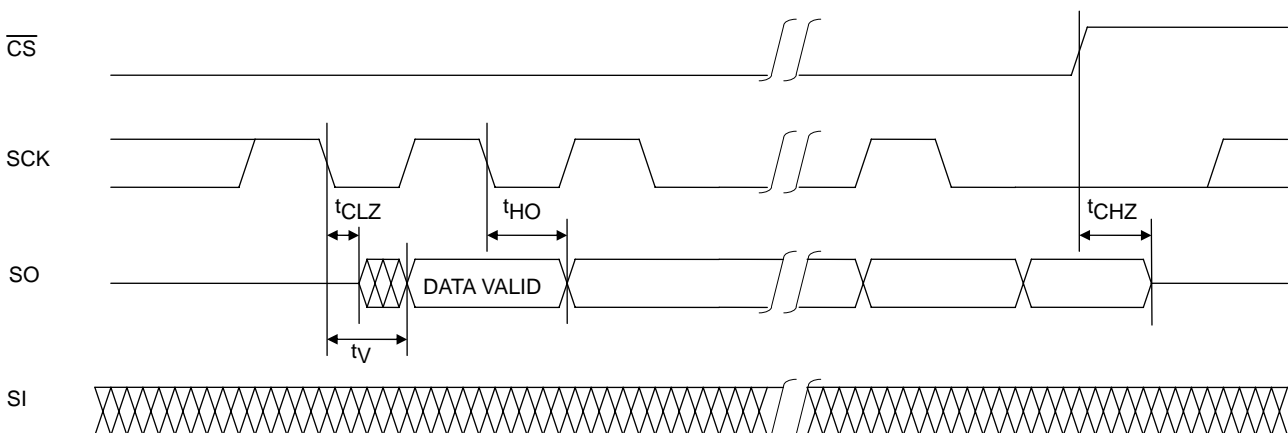 CS
SCK
tCLZ
tHO
tCHZ
SO
DATA VALID
tV
SI